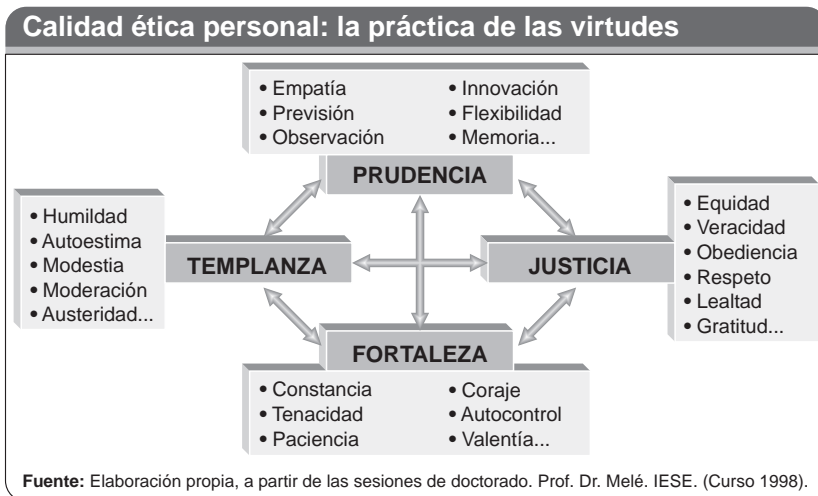 Calidad ética personal: la práctica de las virtudes
• Empatía
• Previsión
• Observación
• Innovación
• Flexibilidad
• Memoria...
PRUDENCIA
• Humildad
• Autoestima
• Modestia
• Moderación
• Austeridad...
TEMPLANZA
JUSTICIA
• Equidad
• Veracidad
• Obediencia
• Respeto
• Lealtad
• Gratitud...
FORTALEZA
• Constancia
• Tenacidad
• Paciencia
• Coraje
• Autocontrol
• Valentía...
Fuente: Elaboración propia, a partir de las sesiones de doctorado. Prof. Dr. Melé. IESE. (Curso 1998).